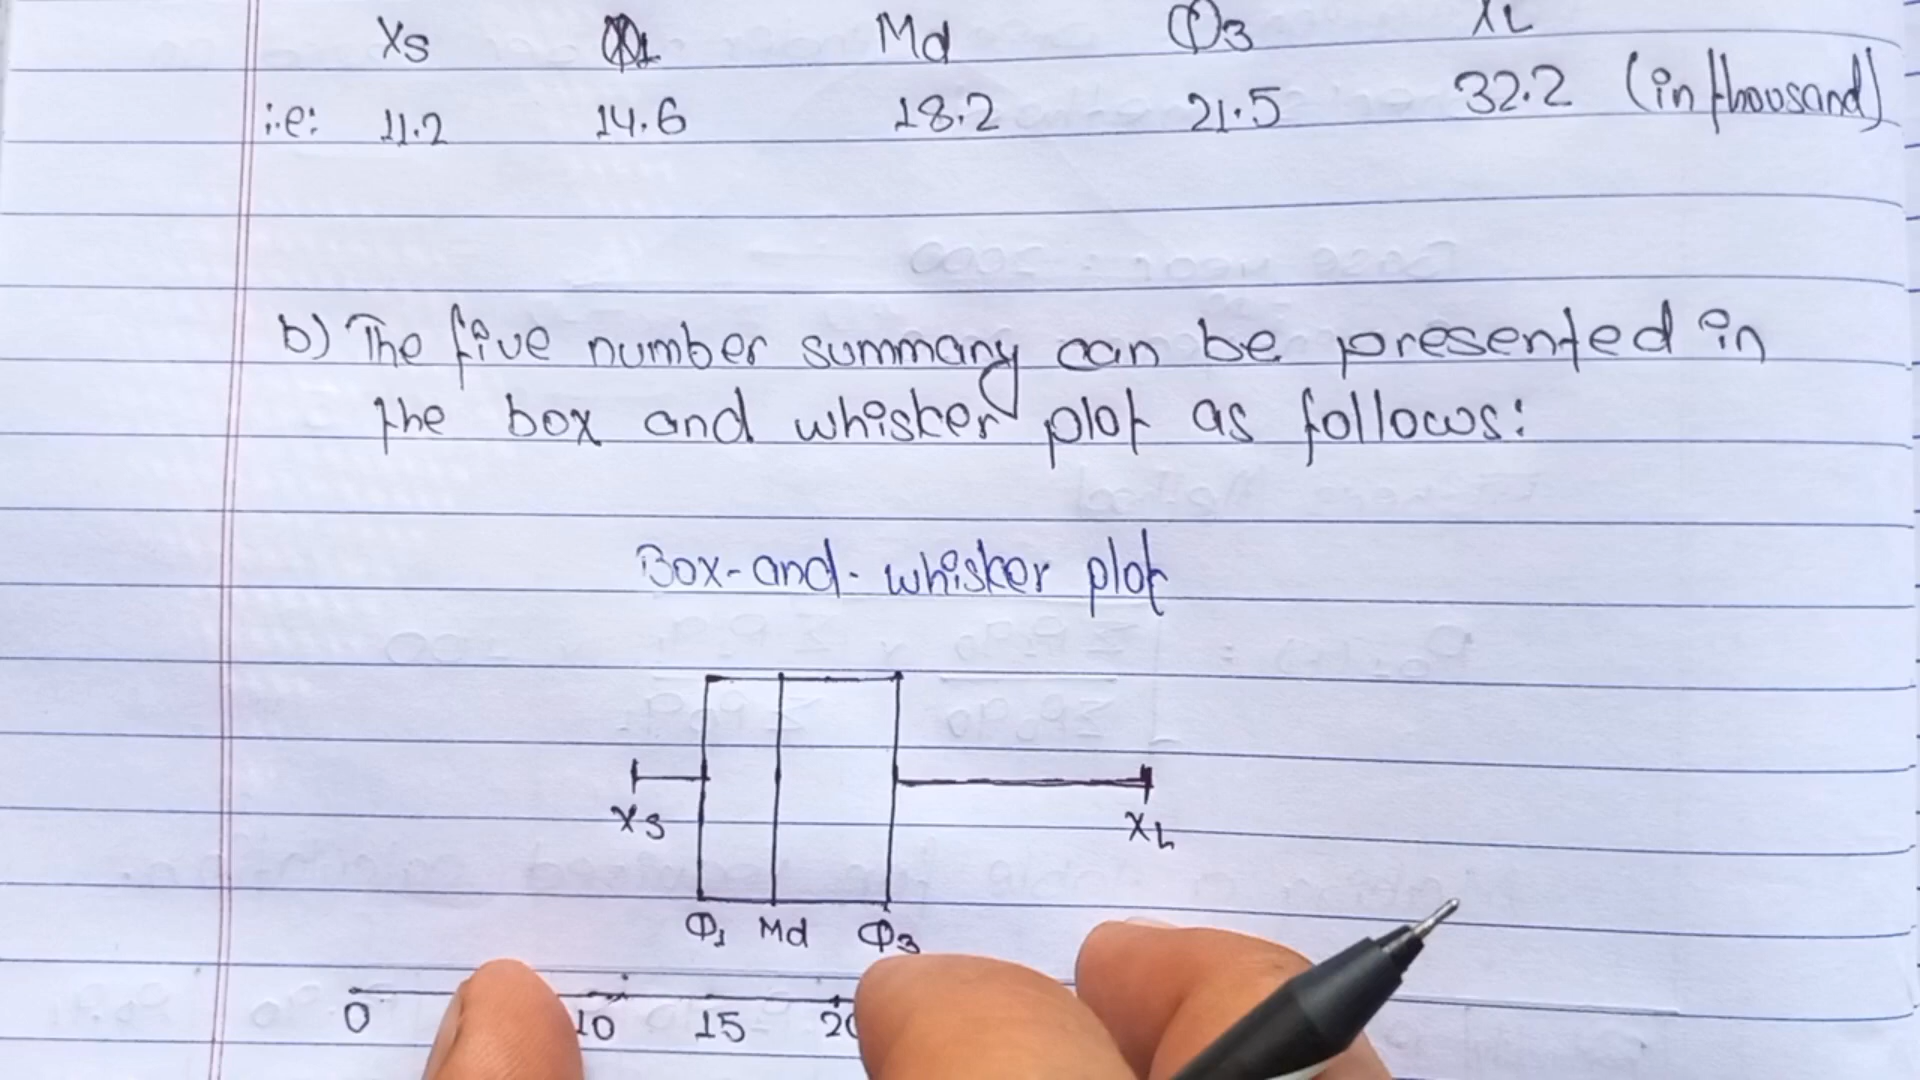 Xs Q1 Md Q3 XL
i.e: 11.2 14.6 18.2 21.5 32.2 (in thousand)
b) The five number summary can be presented in
the box and whisker plot as follows:
Box-and-whisker plot
Xs XL
Q1 Md Q3
0 10 15